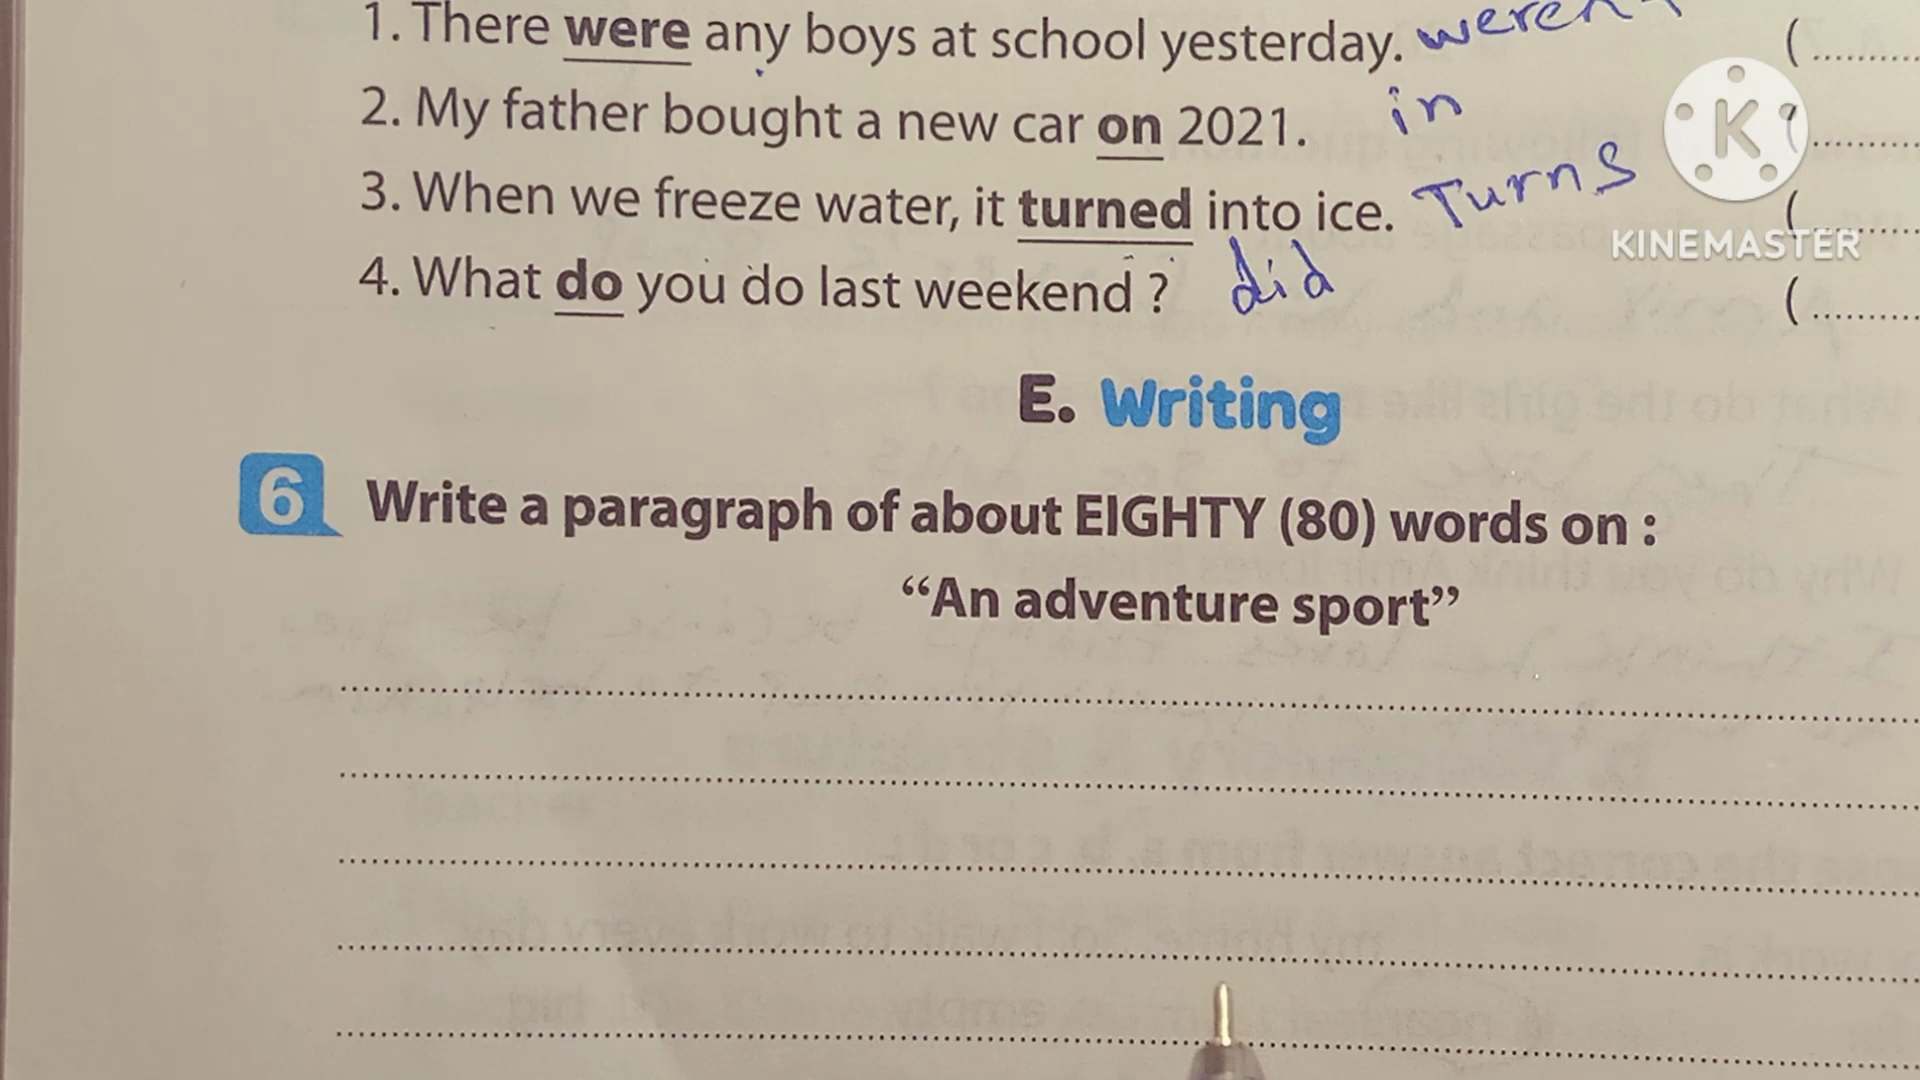 1. There were any boys at school yesterday. weren't (..........
2. My father bought a new car on 2021. in (..........
3. When we freeze water, it turned into ice. Turns (..........
4. What do you do last weekend ? did (..........
K
KINEMASTER
E. Writing
6 Write a paragraph of about EIGHTY (80) words on :
“An adventure sport”